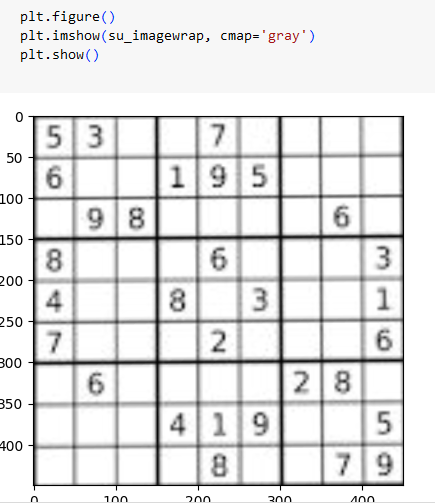 plt.figure()
plt.imshow(su_imagewrap, cmap='gray')
plt.show()
0
5 3 7
50
6 1 9 5
100
9 8 6
150
8 6 3
200
4 8 3 1
250
7 2 6
300
6 2 8
350
4 1 9 5
400
8 7 9
0 100 200 300 400